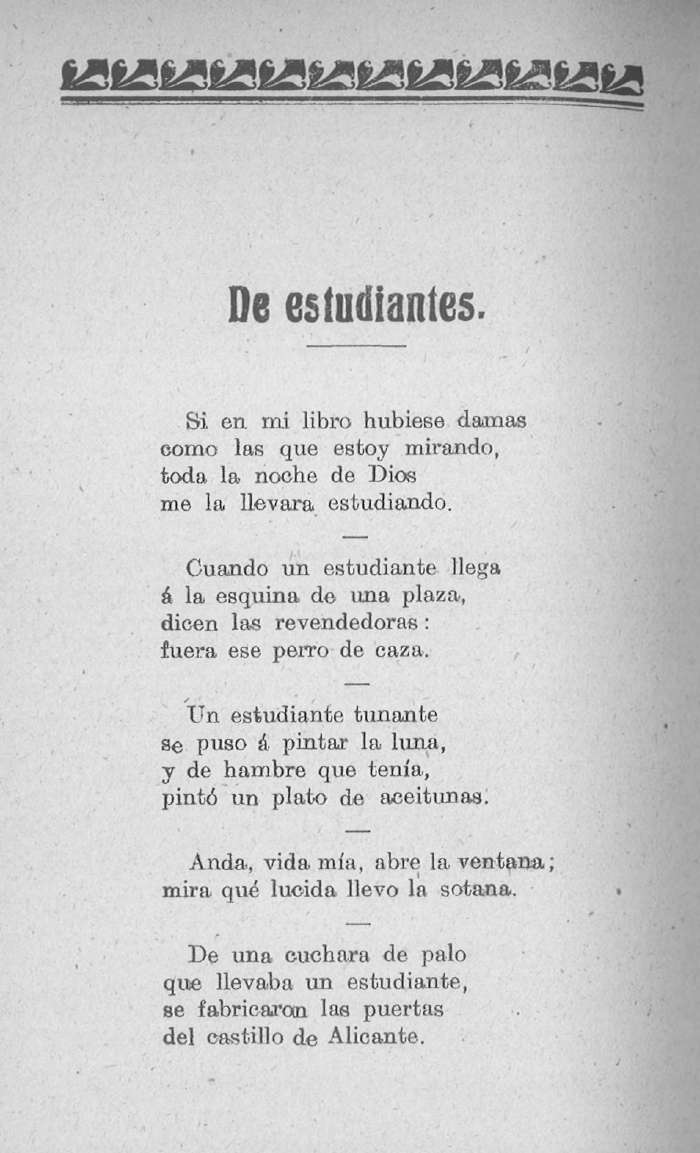 De estudiantes.
Si en mi libro hubiese damas
como las que estoy mirando,
toda la noche de Dios
me la llevara estudiando.
Cuando un estudiante llega
á la esquina de una plaza,
dicen las revendedoras:
fuera ese perro de caza.
Un estudiante tunante
se puso á pintar la luna,
y de hambre que tenía,
pintó un plato de aceitunas.
Anda, vida mía, abre la ventana;
mira qué lucida llevo la sotana.
De una cuchara de palo
que llevaba un estudiante,
se fabricaron las puertas
del castillo de Alicante.